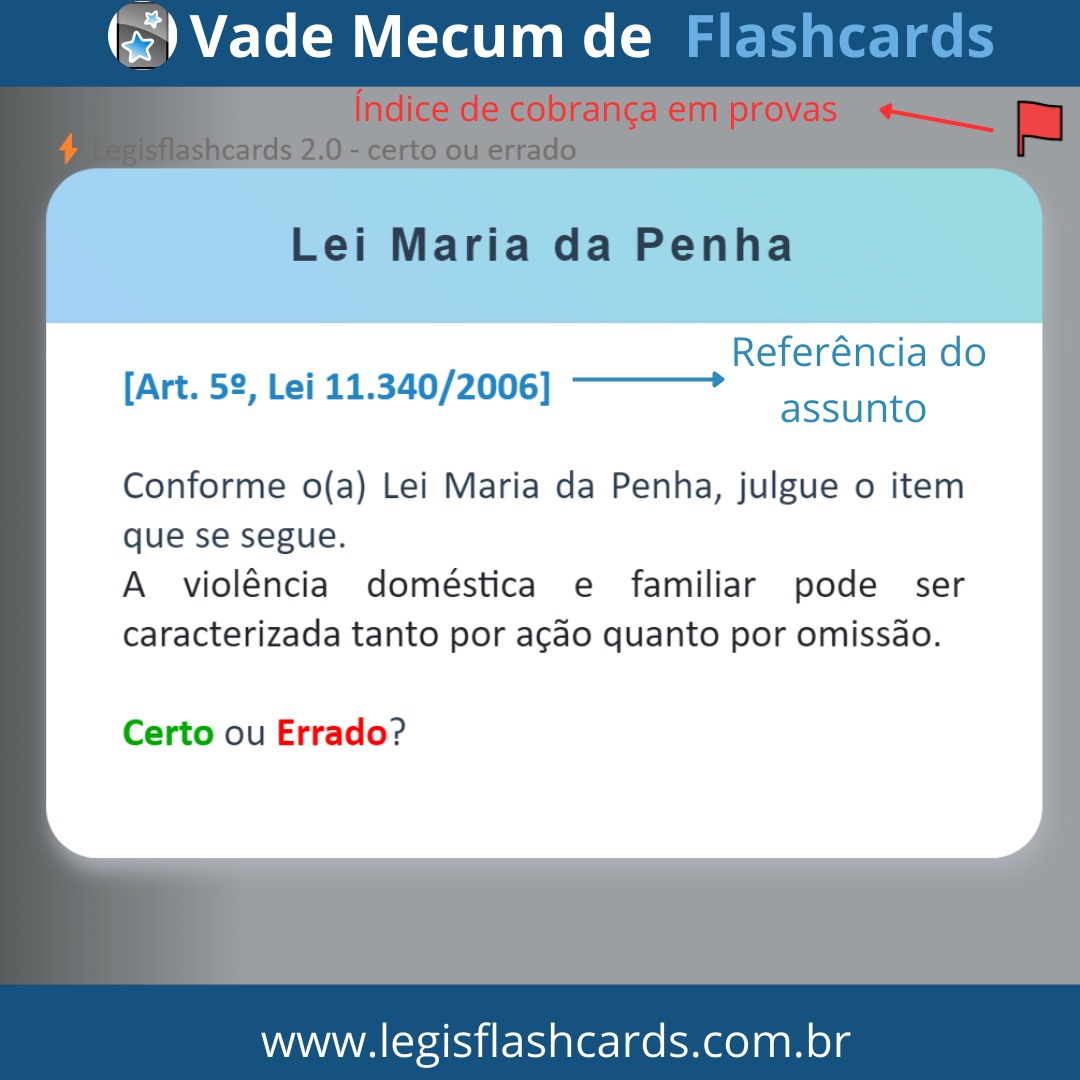 Vade Mecum de Flashcards
Índice de cobrança em provas
Legisflashcards 2.0 - certo ou errado
Lei Maria da Penha
[Art. 5º, Lei 11.340/2006]
Referência do
assunto
Conforme o(a) Lei Maria da Penha, julgue o item
que se segue.
A violência doméstica e familiar pode ser
caracterizada tanto por ação quanto por omissão.
Certo ou Errado?
www.legisflashcards.com.br